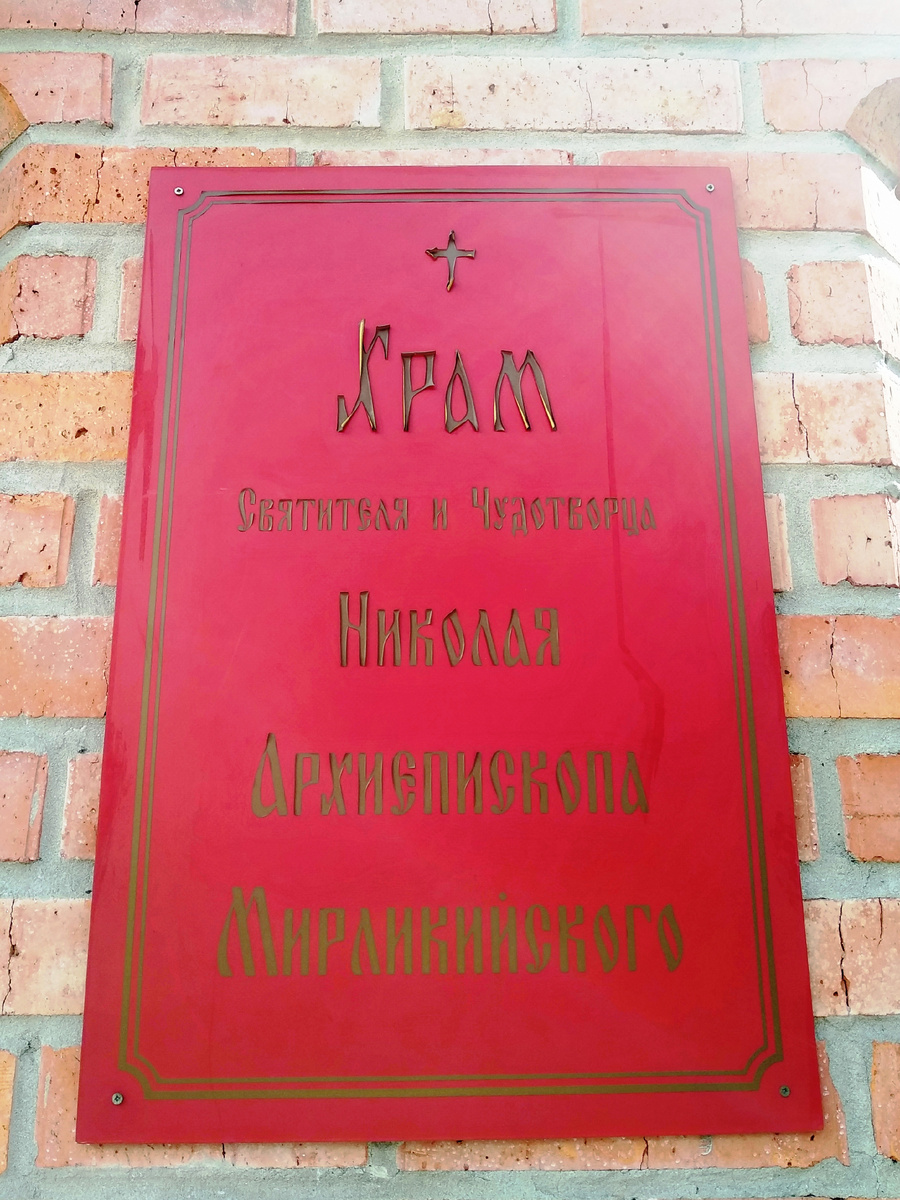 Храм
Святителя и Чудотворца
Николая
Архиепископа
Мирликийского